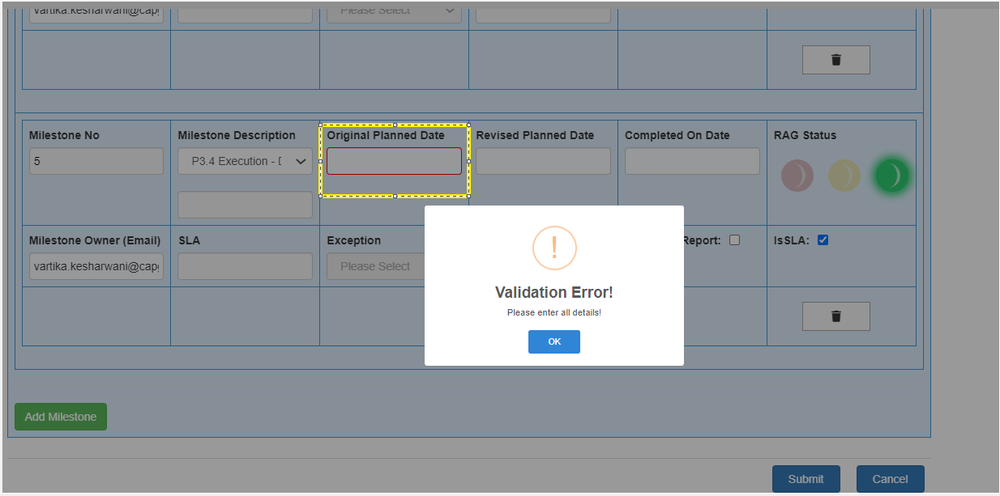 vartika.kesharwani@cap
Please Select
Milestone No
Milestone Description
Original Planned Date
Revised Planned Date
Completed On Date
RAG Status
5
P3.4 Execution -
Milestone Owner (Email)
SLA
Exception
Report:
IsSLA:
vartika.kesharwani@cap
Please Select
!
Validation Error!
Please enter all details!
OK
Add Milestone
Submit
Cancel